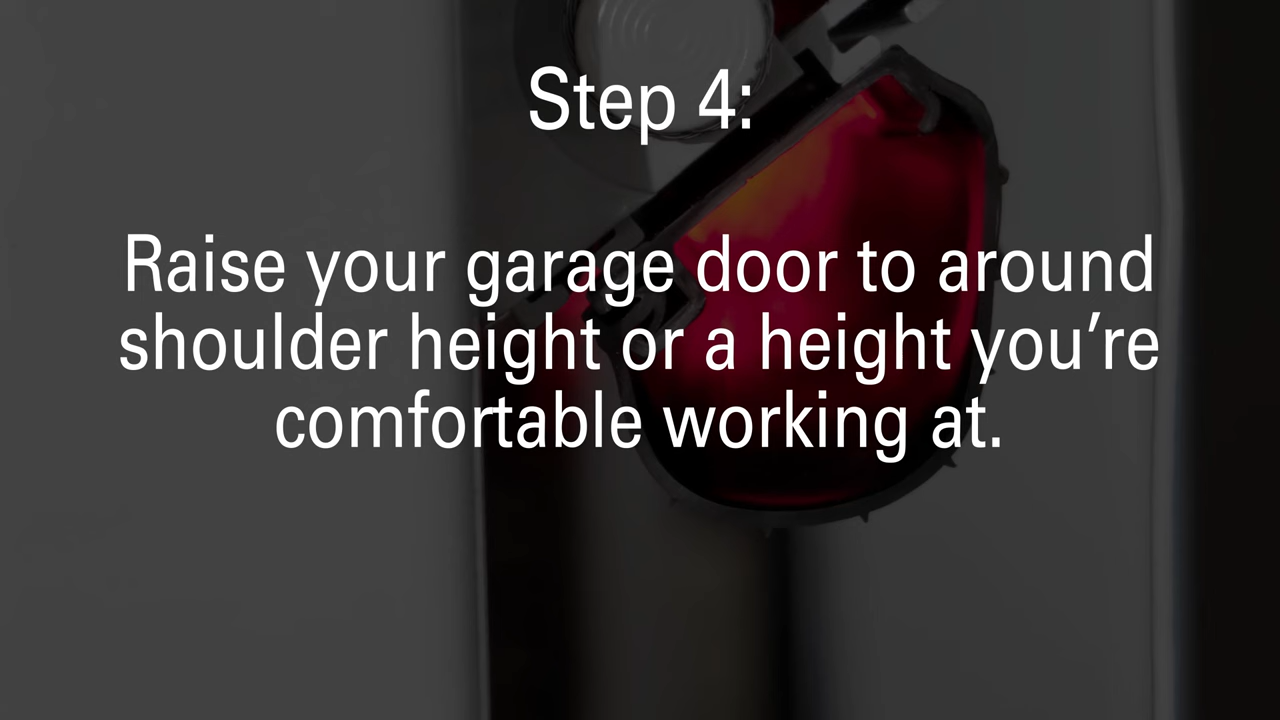 Step 4:
Raise your garage door to around
shoulder height or a height you’re
comfortable working at.